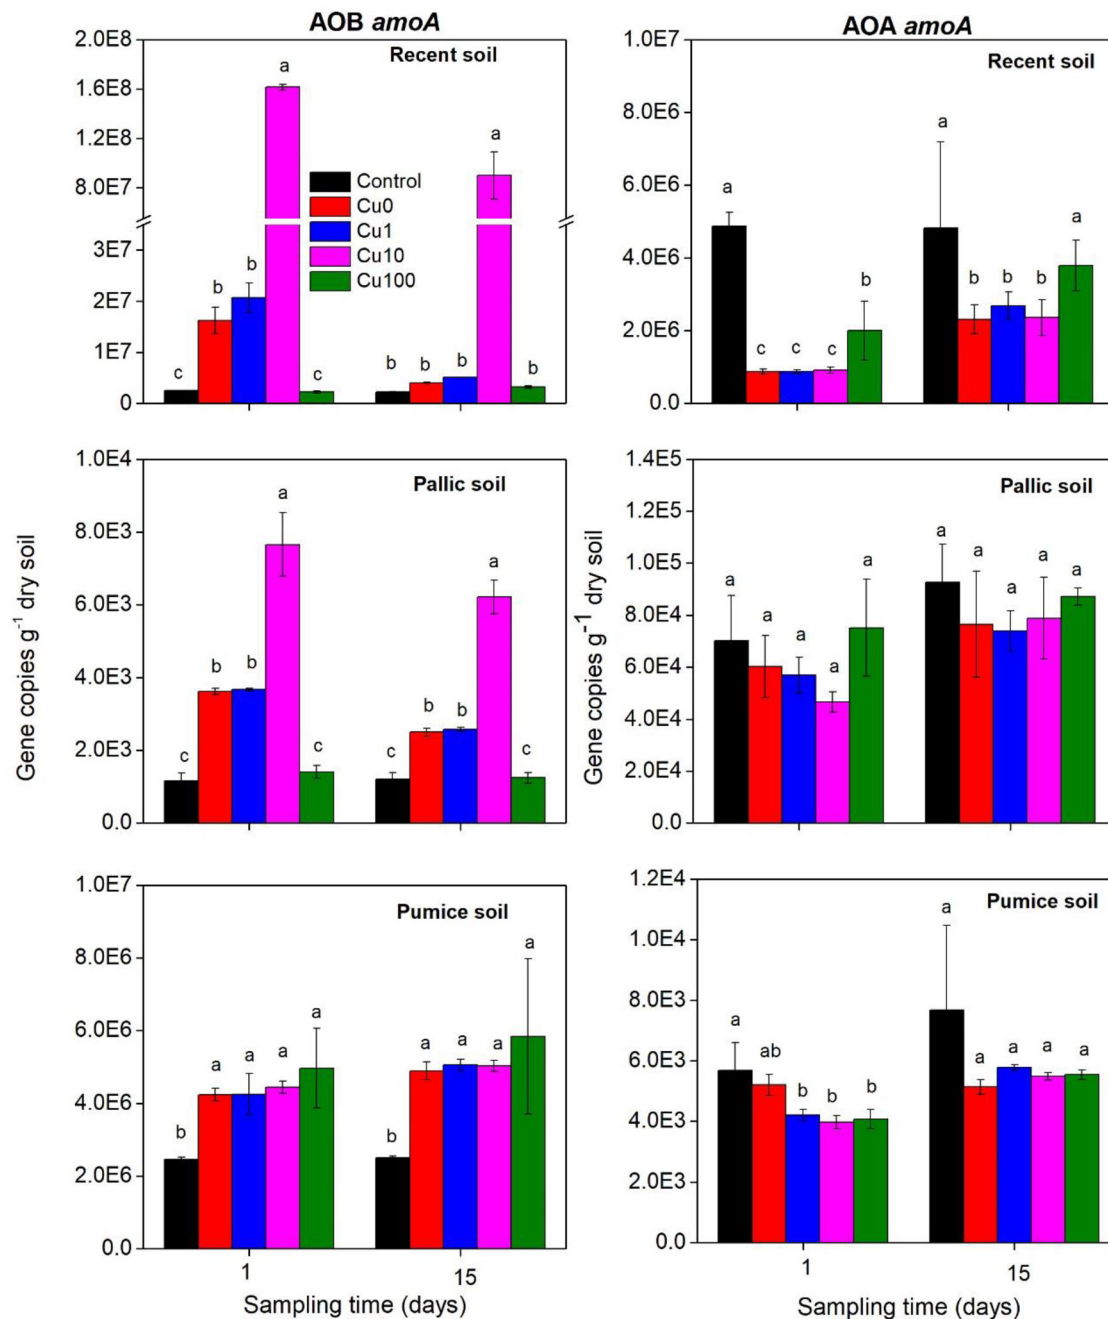 AOB amoA
2.0E8
1.6E8
1.2E8
8.0E7
3E7
2E7
1E7
0
Recent soil
Control
Cu0
Cu1
Cu10
Cu100
c b b a c
b b b a b
AOA amoA
1.0E7
8.0E6
6.0E6
4.0E6
2.0E6
0.0
Recent soil
a c c c b
a b b b a
1.0E4
8.0E3
6.0E3
4.0E3
2.0E3
0.0
Pallic soil
c b b a c
c b b a c
Gene copies g-1 dry soil
1.4E5
1.2E5
1.0E5
8.0E4
6.0E4
4.0E4
2.0E4
0.0
Pallic soil
a a a a a
a a a a a
Gene copies g-1 dry soil
1.0E7
8.0E6
6.0E6
4.0E6
2.0E6
0.0
Pumice soil
b a a a a
b a a a a
1 15
Sampling time (days)
1.2E4
1.0E4
8.0E3
6.0E3
4.0E3
2.0E3
0.0
Pumice soil
a ab b b b
a a a a a
1 15
Sampling time (days)